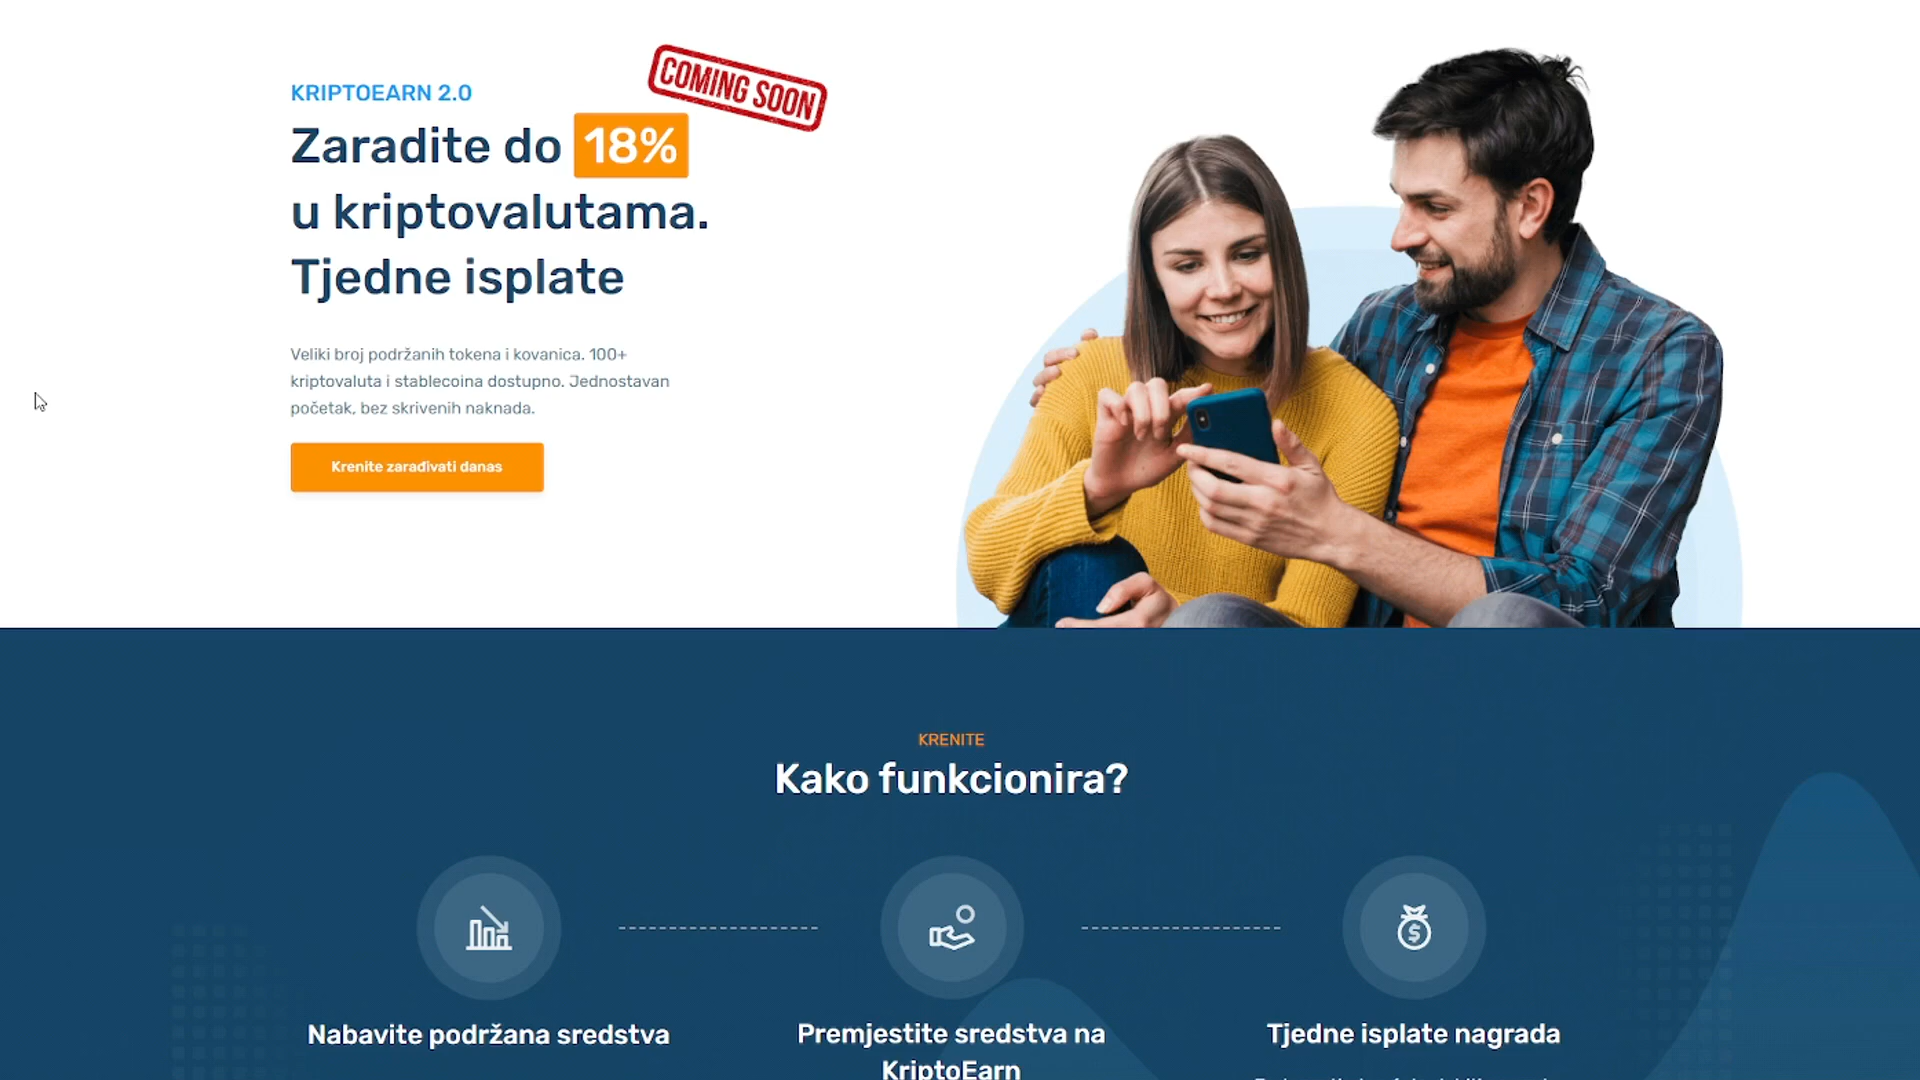 COMING SOON
KRIPTOEARN 2.0
Zaradite do 18%
u kriptovalutama.
Tjedne isplate
Veliki broj podržanih tokena i kovanica. 100+
kriptovaluta i stablecoina dostupno. Jednostavan
početak, bez skrivenih naknada.
Krenite zarađivati danas
KRENITE
Kako funkcionira?
Nabavite podržana sredstva
Premjestite sredstva na
KriptoEarn
Tjedne isplate nagrada